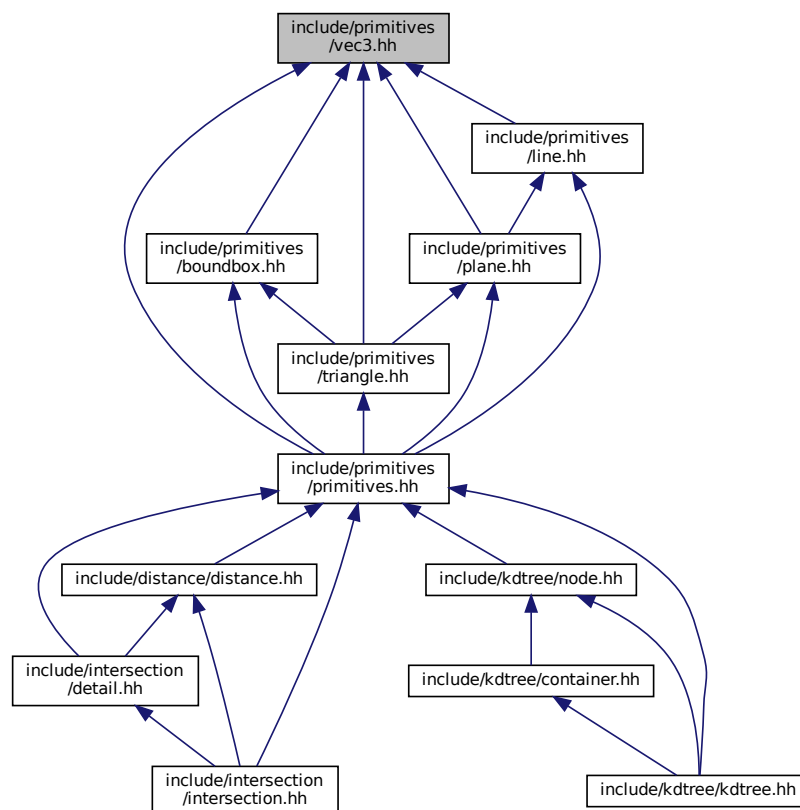 include/primitives
/vec3.hh
include/primitives
/line.hh
include/primitives
/boundbox.hh
include/primitives
/plane.hh
include/primitives
/triangle.hh
include/primitives
/primitives.hh
include/distance/distance.hh
include/kdtree/node.hh
include/intersection
/detail.hh
include/kdtree/container.hh
include/intersection
/intersection.hh
include/kdtree/kdtree.hh